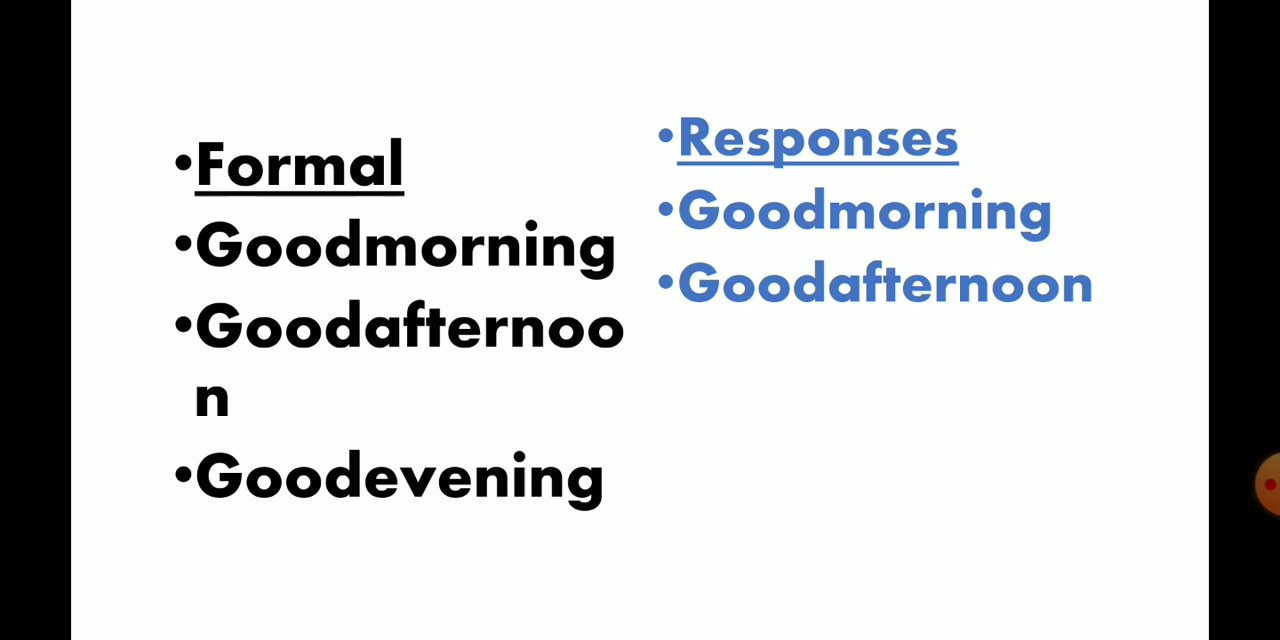 •Formal
•Goodmorning
•Goodafternoo
n
•Goodevening
•Responses
•Goodmorning
•Goodafternoon